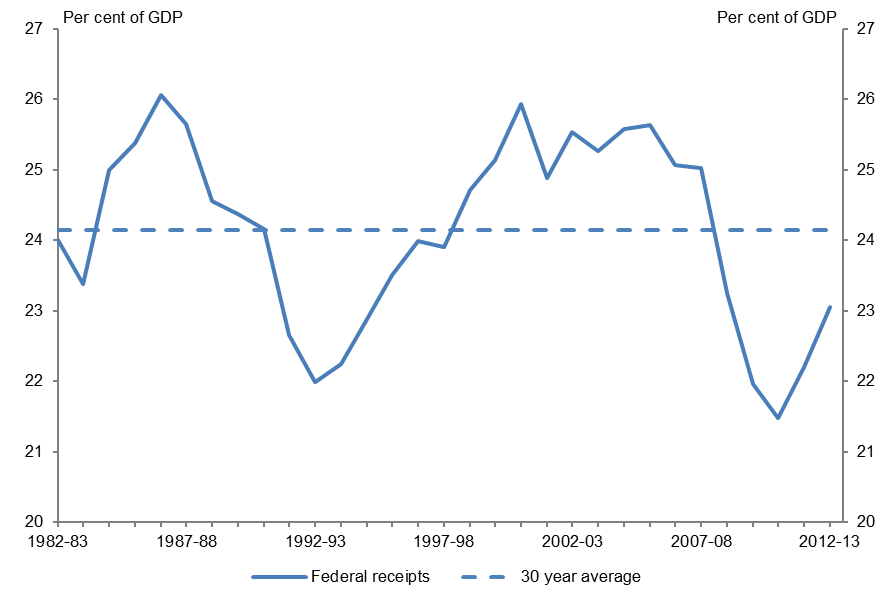 Per cent of GDP Per cent of GDP
27 27
26 26
25 25
24 24
23 23
22 22
21 21
20 20
1982-83 1987-88 1992-93 1997-98 2002-03 2007-08 2012-13
Federal receipts 30 year average